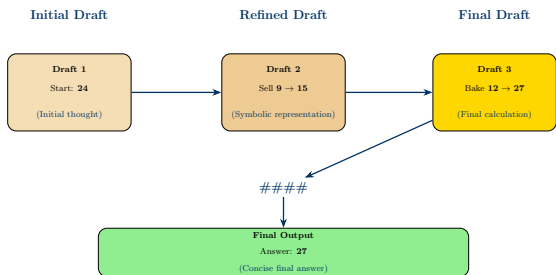 Initial Draft
Refined Draft
Final Draft
Draft 1
Start: 24
(Initial thought)
Draft 2
Sell 9 → 15
(Symbolic representation)
Draft 3
Bake 12 → 27
(Final calculation)
####
Final Output
Answer: 27
(Concise final answer)